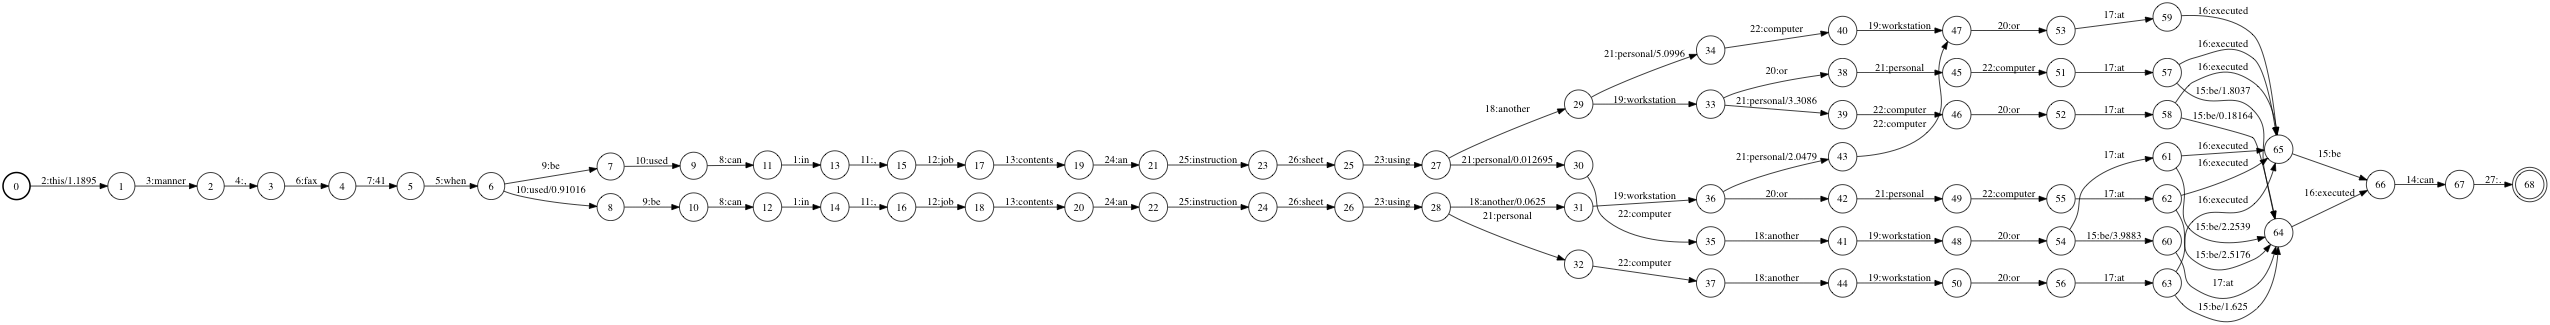 0 2:this/1.1895 1 3:manner 2 4:, 3 6:fax 4 7:41 5 5:when 6
9:be 7 10:used 9 8:can 11 1:in 13 11:, 15 12:job 17 13:contents 19 24:an 21 25:instruction 23 26:sheet 25 23:using 27
10:used/0.91016 8 9:be 10 8:can 12 1:in 14 11:, 16 12:job 18 13:contents 20 24:an 22 25:instruction 24 26:sheet 26 23:using 28
18:another 29
21:personal/0.012695 30
18:another/0.0625 31
21:personal 32
21:personal/5.0996 34 22:computer 40 19:workstation 47 20:or 53 17:at 59 16:executed
19:workstation 33 20:or 38 21:personal 45 22:computer 51 17:at 57 16:executed
21:personal/3.3086 39 22:computer 46 20:or 52 17:at 58 16:executed
15:be/1.8037
15:be/0.18164
22:computer
21:personal/2.0479 43
19:workstation 36 20:or 42 21:personal 49 22:computer 55 17:at 62 16:executed
17:at 61 16:executed
22:computer 35 18:another 41 19:workstation 48 20:or 54 15:be/3.9883 60
22:computer 37 18:another 44 19:workstation 50 20:or 56 17:at 63
16:executed
15:be/2.2539
15:be/2.5176
17:at
15:be/1.625
65 15:be 66 14:can 67 27:. 68
64 16:executed